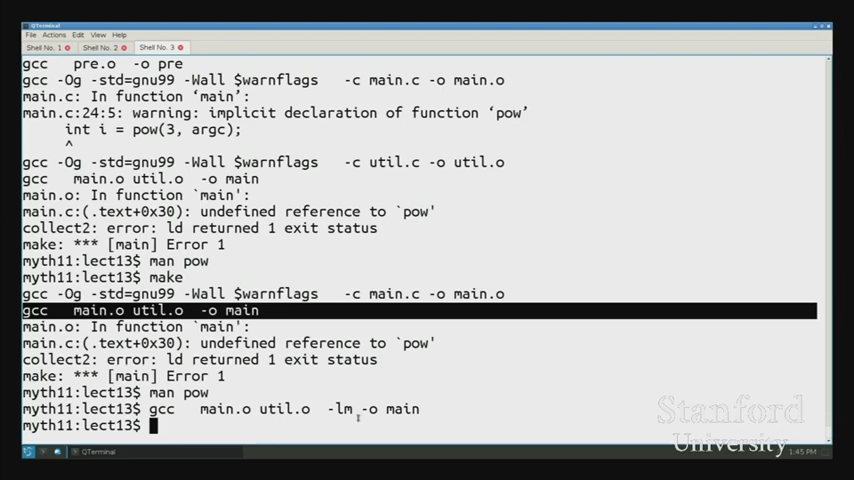 QTerminal
File Actions Edit View Help
Shell No. 1 Shell No. 2 Shell No. 3
gcc   pre.o  -o pre
gcc -Og -std=gnu99 -Wall $warnflags   -c main.c -o main.o
main.c: In function ‘main’:
main.c:24:5: warning: implicit declaration of function ‘pow’
     int i = pow(3, argc);
     ^
gcc -Og -std=gnu99 -Wall $warnflags   -c util.c -o util.o
gcc   main.o util.o  -o main
main.o: In function `main':
main.c:(.text+0x30): undefined reference to `pow'
collect2: error: ld returned 1 exit status
make: *** [main] Error 1
myth11:lect13$ man pow
myth11:lect13$ make
gcc -Og -std=gnu99 -Wall $warnflags   -c main.c -o main.o
gcc   main.o util.o  -o main
main.o: In function `main':
main.c:(.text+0x30): undefined reference to `pow'
collect2: error: ld returned 1 exit status
make: *** [main] Error 1
myth11:lect13$ man pow
myth11:lect13$ gcc   main.o util.o  -lm -o main
myth11:lect13$
Stanford
University
QTerminal
1:45 PM